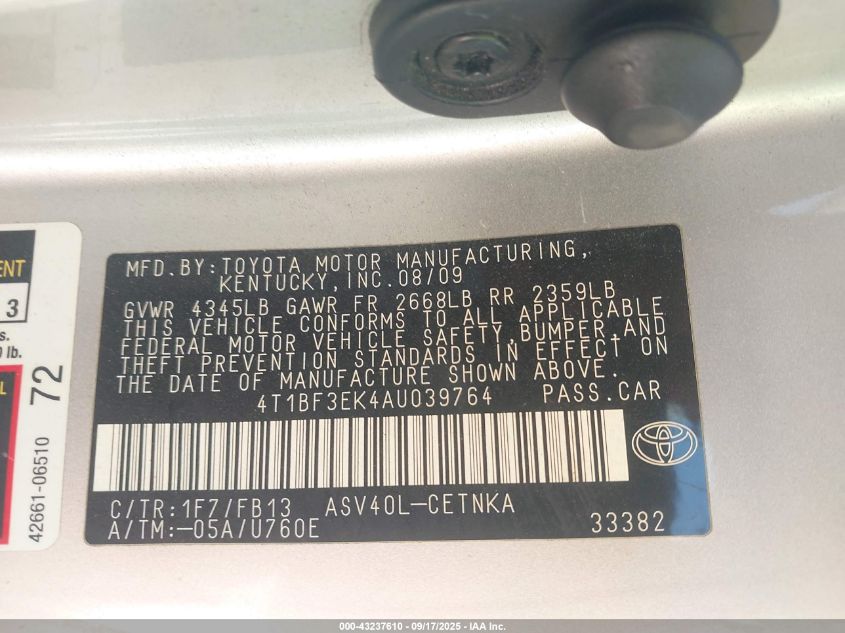 MFD.BY:TOYOTA MOTOR MANUFACTURING,
KENTUCKY, INC. 08/09
GVWR 4345LB GAWR FR 2668LB RR 2359LB
THIS VEHICLE CONFORMS TO ALL APPLICABLE
FEDERAL MOTOR VEHICLE SAFETY,BUMPER,AND
THEFT PREVENTION STANDARDS IN EFFECT ON
THE DATE OF MANUFACTURE SHOWN ABOVE.
4T1BF3EK4AU039764 PASS.CAR
C/TR:1F7/FB13 ASV40L-CETNKA
A/TM:-05A/U760E 33382
ENT
3
s.
lb.
L
72
42661-06510
000-43237610 - 09/17/2025 - IAA Inc.